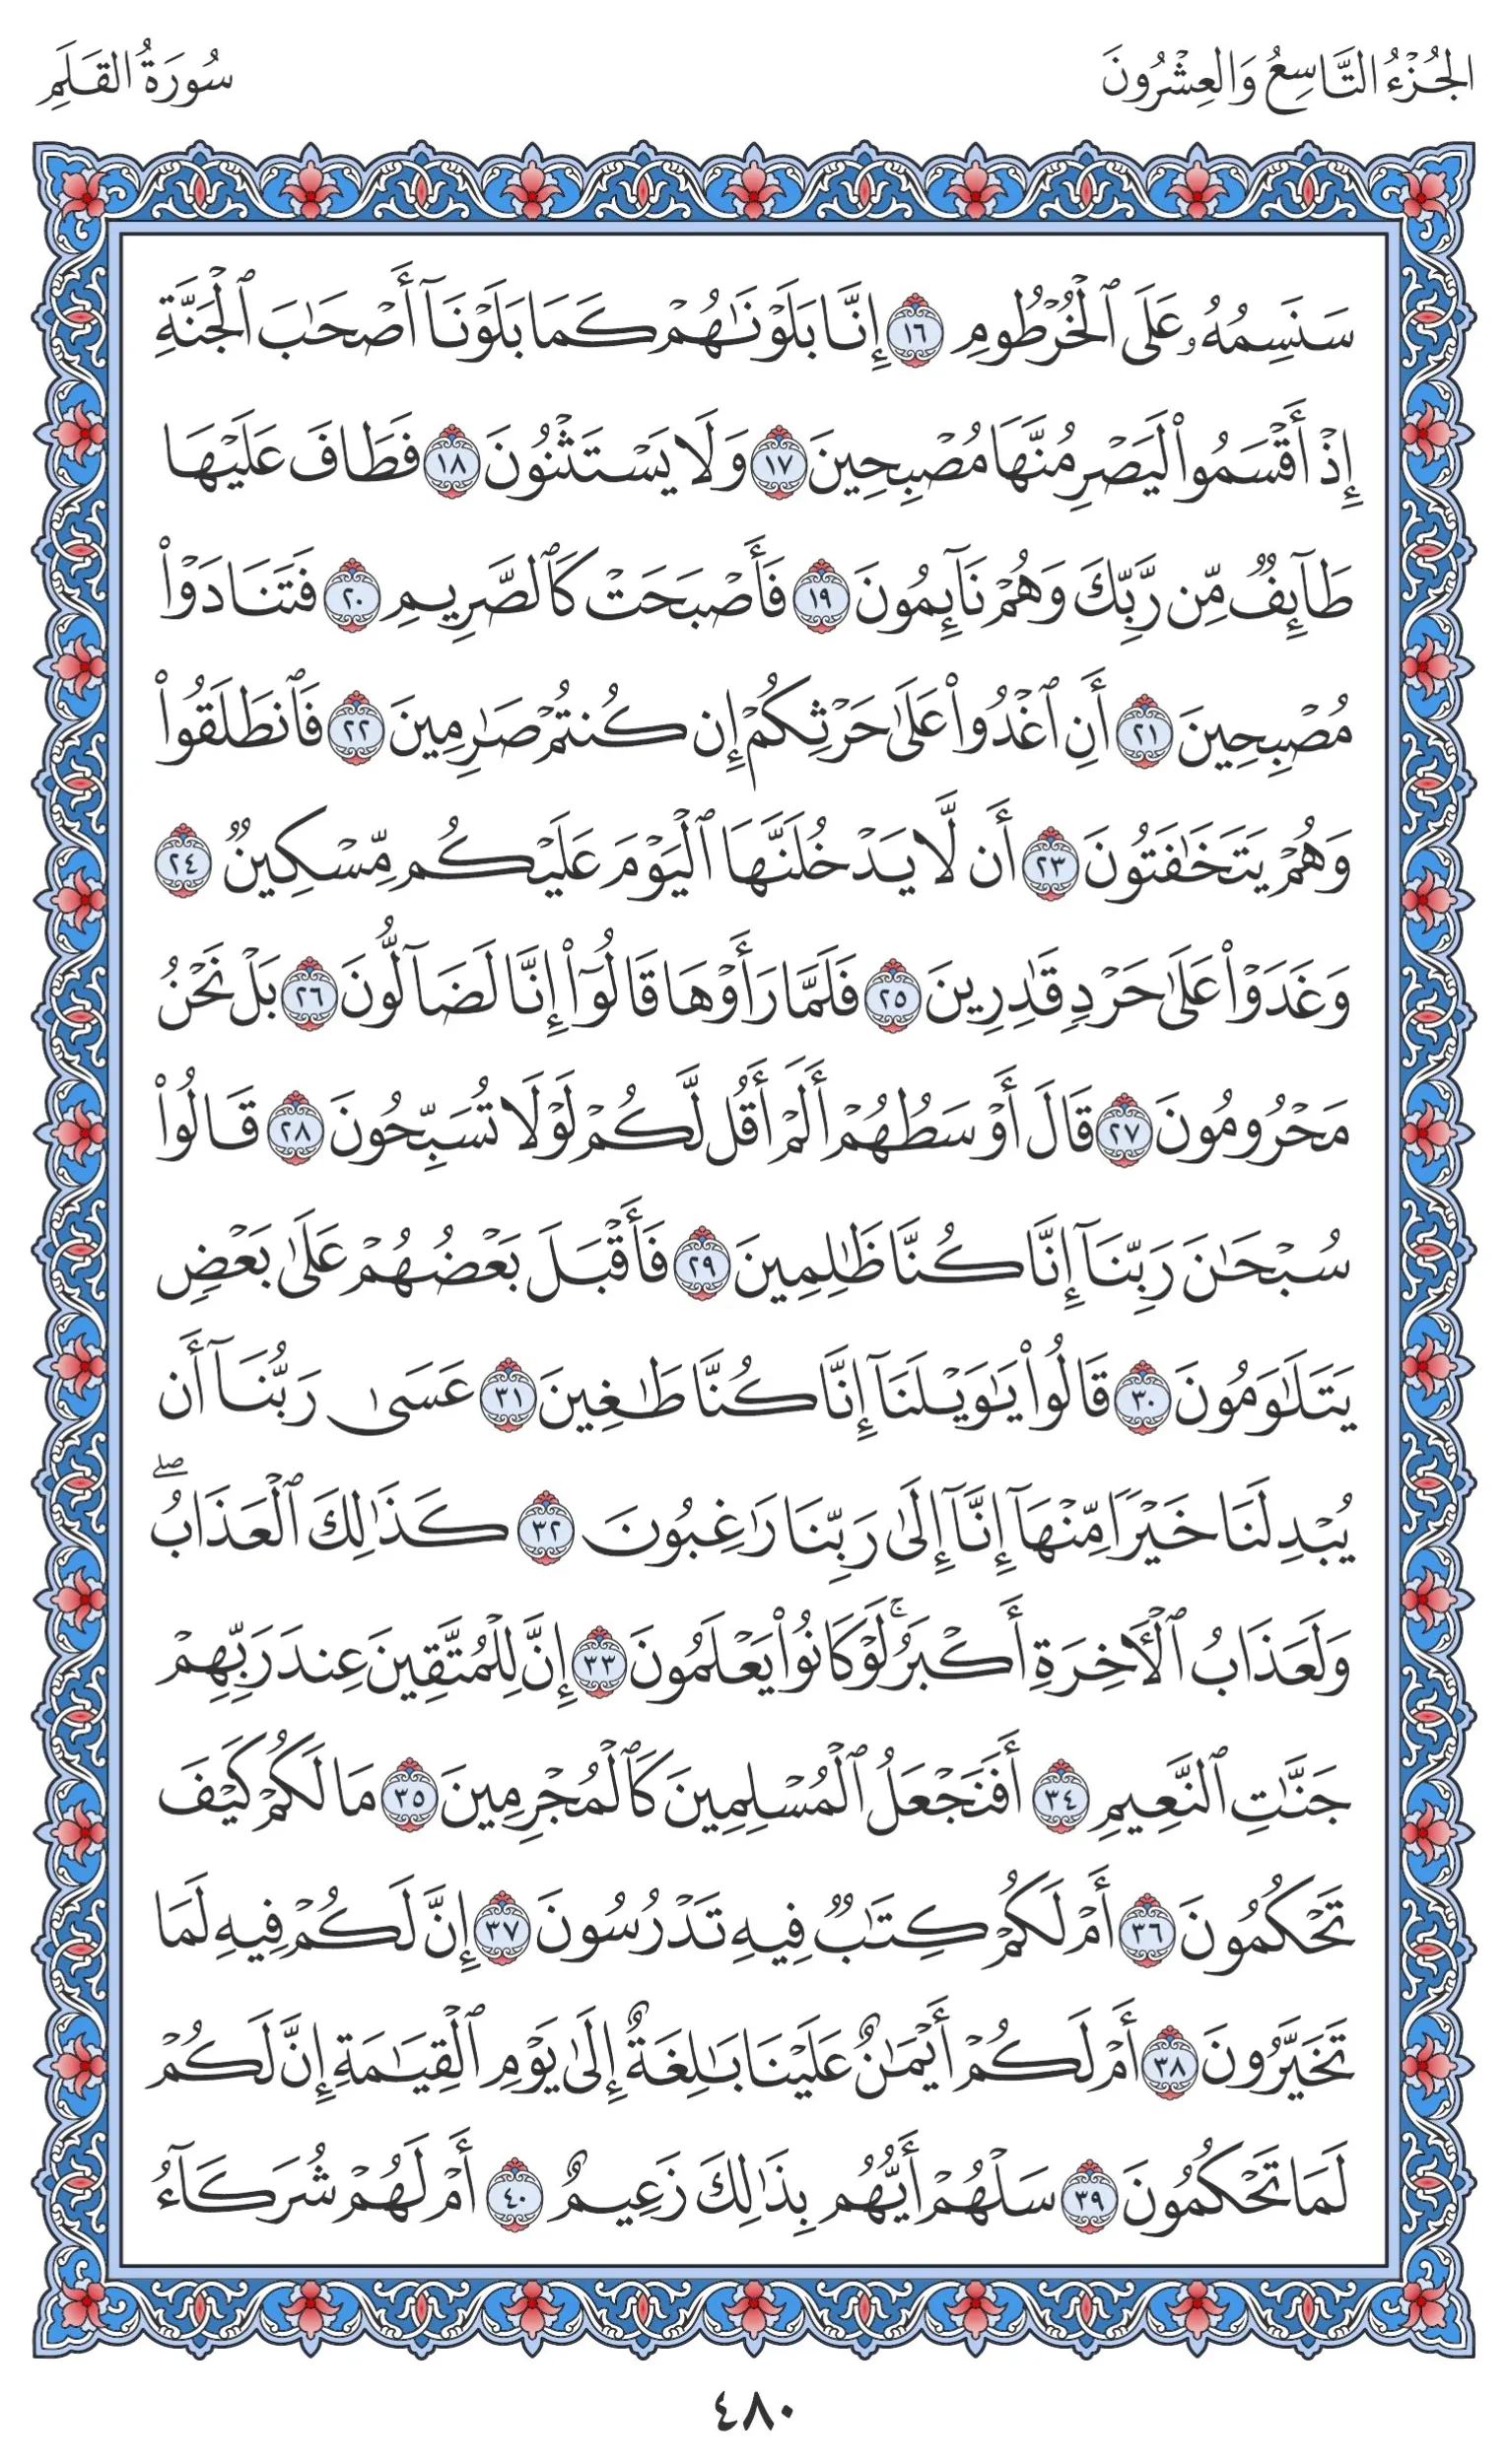 الجُزْءُ التَّاسِعُ وَالعِشْرُونَ
سُورَةُ القَلَمِ
سَنَسِمُهُۥ عَلَى ٱلْخُرْطُومِ ١٦ إِنَّا بَلَوْنَٰهُمْ كَمَا بَلَوْنَآ أَصْحَٰبَ ٱلْجَنَّةِ
إِذْ أَقْسَمُوا۟ لَيَصْرِمُنَّهَا مُصْبِحِينَ ١٧ وَلَا يَسْتَثْنُونَ ١٨ فَطَافَ عَلَيْهَا
طَآئِفٌ مِّن رَّبِّكَ وَهُمْ نَآئِمُونَ ١٩ فَأَصْبَحَتْ كَٱلصَّرِيمِ ٢٠ فَتَنَادَوْا۟
مُصْبِحِينَ ٢١ أَنِ ٱغْدُوا۟ عَلَىٰ حَرْثِكُمْ إِن كُنتُمْ صَٰرِمِينَ ٢٢ فَٱنطَلَقُوا۟
وَهُمْ يَتَخَٰفَتُونَ ٢٣ أَن لَّا يَدْخُلَنَّهَا ٱلْيَوْمَ عَلَيْكُم مِّسْكِينٌ ٢٤
وَغَدَوْا۟ عَلَىٰ حَرْدٍ قَٰدِرِينَ ٢٥ فَلَمَّا رَأَوْهَا قَالُوٓا۟ إِنَّا لَضَآلُّونَ ٢٦ بَلْ نَحْنُ
مَحْرُومُونَ ٢٧ قَالَ أَوْسَطُهُمْ أَلَمْ أَقُل لَّكُمْ لَوْلَا تُسَبِّحُونَ ٢٨ قَالُوا۟
سُبْحَٰنَ رَبِّنَآ إِنَّا كُنَّا ظَٰلِمِينَ ٢٩ فَأَقْبَلَ بَعْضُهُمْ عَلَىٰ بَعْضٍ
يَتَلَٰوَمُونَ ٣٠ قَالُوا۟ يَٰوَيْلَنَآ إِنَّا كُنَّا طَٰغِينَ ٣١ عَسَىٰ رَبُّنَآ أَن
يُبْدِلَنَا خَيْرًا مِّنْهَآ إِنَّآ إِلَىٰ رَبِّنَا رَٰغِبُونَ ٣٢ كَذَٰلِكَ ٱلْعَذَابُ ۖ
وَلَعَذَابُ ٱلْـَٔاخِرَةِ أَكْبَرُ ۚ لَوْ كَانُوا۟ يَعْلَمُونَ ٣٣ إِنَّ لِلْمُتَّقِينَ عِندَ رَبِّهِمْ
جَنَّٰتِ ٱلنَّعِيمِ ٣٤ أَفَنَجْعَلُ ٱلْمُسْلِمِينَ كَٱلْمُجْرِمِينَ ٣٥ مَا لَكُمْ كَيْفَ
تَحْكُمُونَ ٣٦ أَمْ لَكُمْ كِتَٰبٌ فِيهِ تَدْرُسُونَ ٣٧ إِنَّ لَكُمْ فِيهِ لَمَا
تَخَيَّرُونَ ٣٨ أَمْ لَكُمْ أَيْمَٰنٌ عَلَيْنَا بَٰلِغَةٌ إِلَىٰ يَوْمِ ٱلْقِيَٰمَةِ إِنَّ لَكُمْ
لَمَا تَحْكُمُونَ ٣٩ سَلْهُمْ أَيُّهُم بِذَٰلِكَ زَعِيمٌ ٤٠ أَمْ لَهُمْ شُرَكَآءُ
٤٨٠